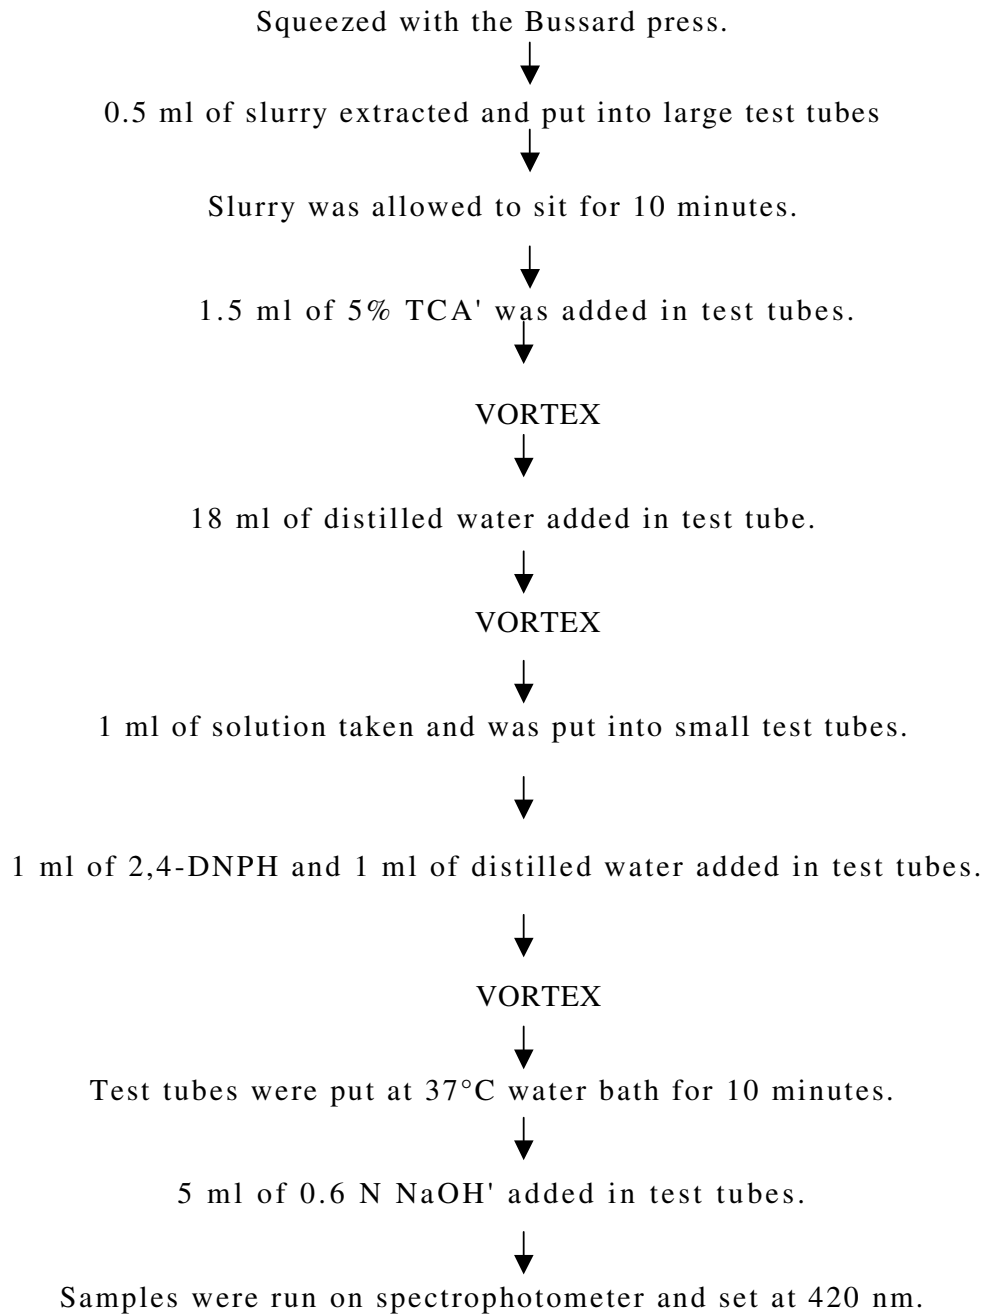 Squeezed with the Bussard press.
0.5 ml of slurry extracted and put into large test tubes
Slurry was allowed to sit for 10 minutes.
1.5 ml of 5% TCA' was added in test tubes.
VORTEX
18 ml of distilled water added in test tube.
VORTEX
1 ml of solution taken and was put into small test tubes.
1 ml of 2,4-DNPH and 1 ml of distilled water added in test tubes.
VORTEX
Test tubes were put at 37°C water bath for 10 minutes.
5 ml of 0.6 N NaOH' added in test tubes.
Samples were run on spectrophotometer and set at 420 nm.